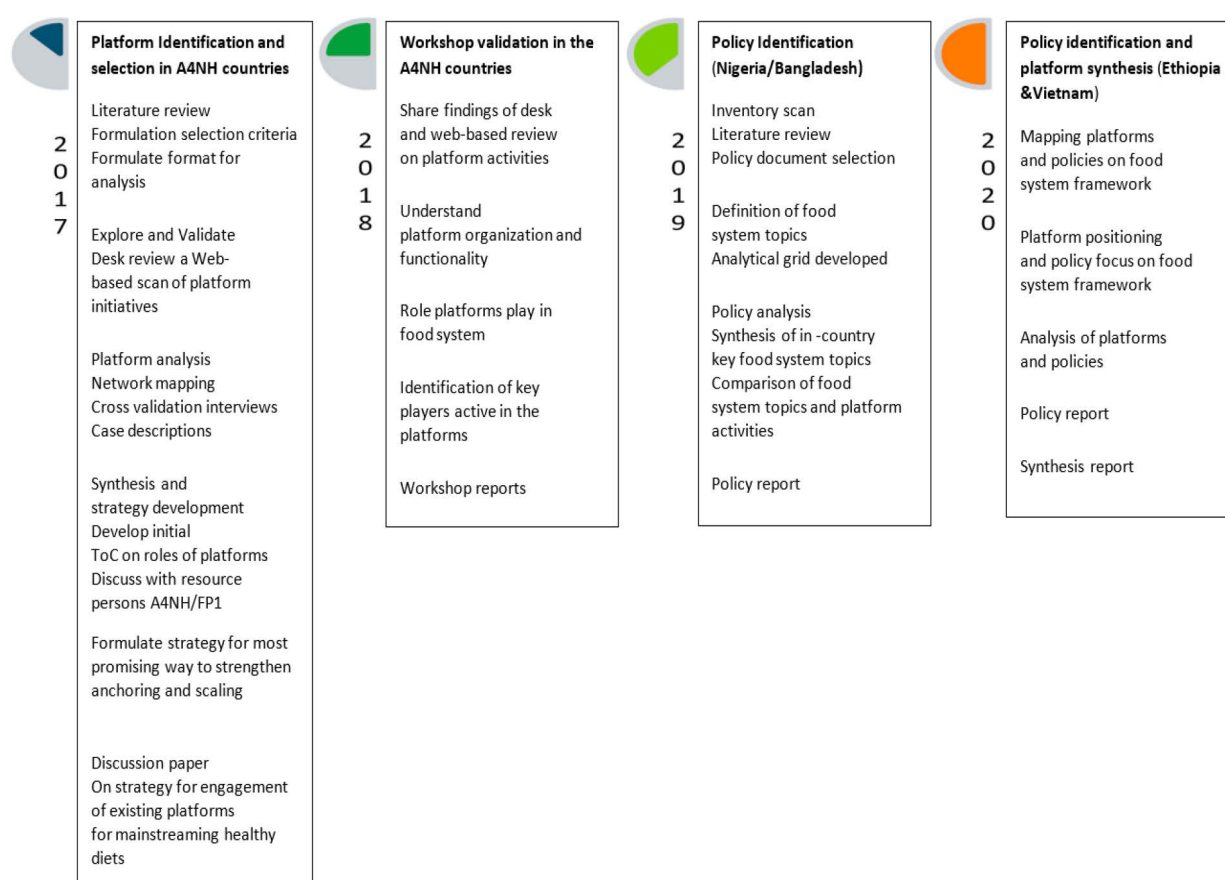 2
0
1
7
Platform Identification and
selection in A4NH countries
Literature review
Formulation selection criteria
Formulate format for
analysis
Explore and Validate
Desk review a Web-
based scan of platform
initiatives
Platform analysis
Network mapping
Cross validation interviews
Case descriptions
Synthesis and
strategy development
Develop initial
ToC on roles of platforms
Discuss with resource
persons A4NH/FP1
Formulate strategy for most
promising way to strengthen
anchoring and scaling
Discussion paper
On strategy for engagement
of existing platforms
for mainstreaming healthy
diets
2
0
1
8
Workshop validation in the
A4NH countries
Share findings of desk
and web-based review
on platform activities
Understand
platform organization and
functionality
Role platforms play in
food system
Identification of key
players active in the
platforms
Workshop reports
2
0
1
9
Policy Identification
(Nigeria/Bangladesh)
Inventory scan
Literature review
Policy document selection
Definition of food
system topics
Analytical grid developed
Policy analysis
Synthesis of in -country
key food system topics
Comparison of food
system topics and platform
activities
Policy report
2
0
2
0
Policy identification and
platform synthesis (Ethiopia
&Vietnam)
Mapping platforms
and policies on food
system framework
Platform positioning
and policy focus on food
system framework
Analysis of platforms
and policies
Policy report
Synthesis report